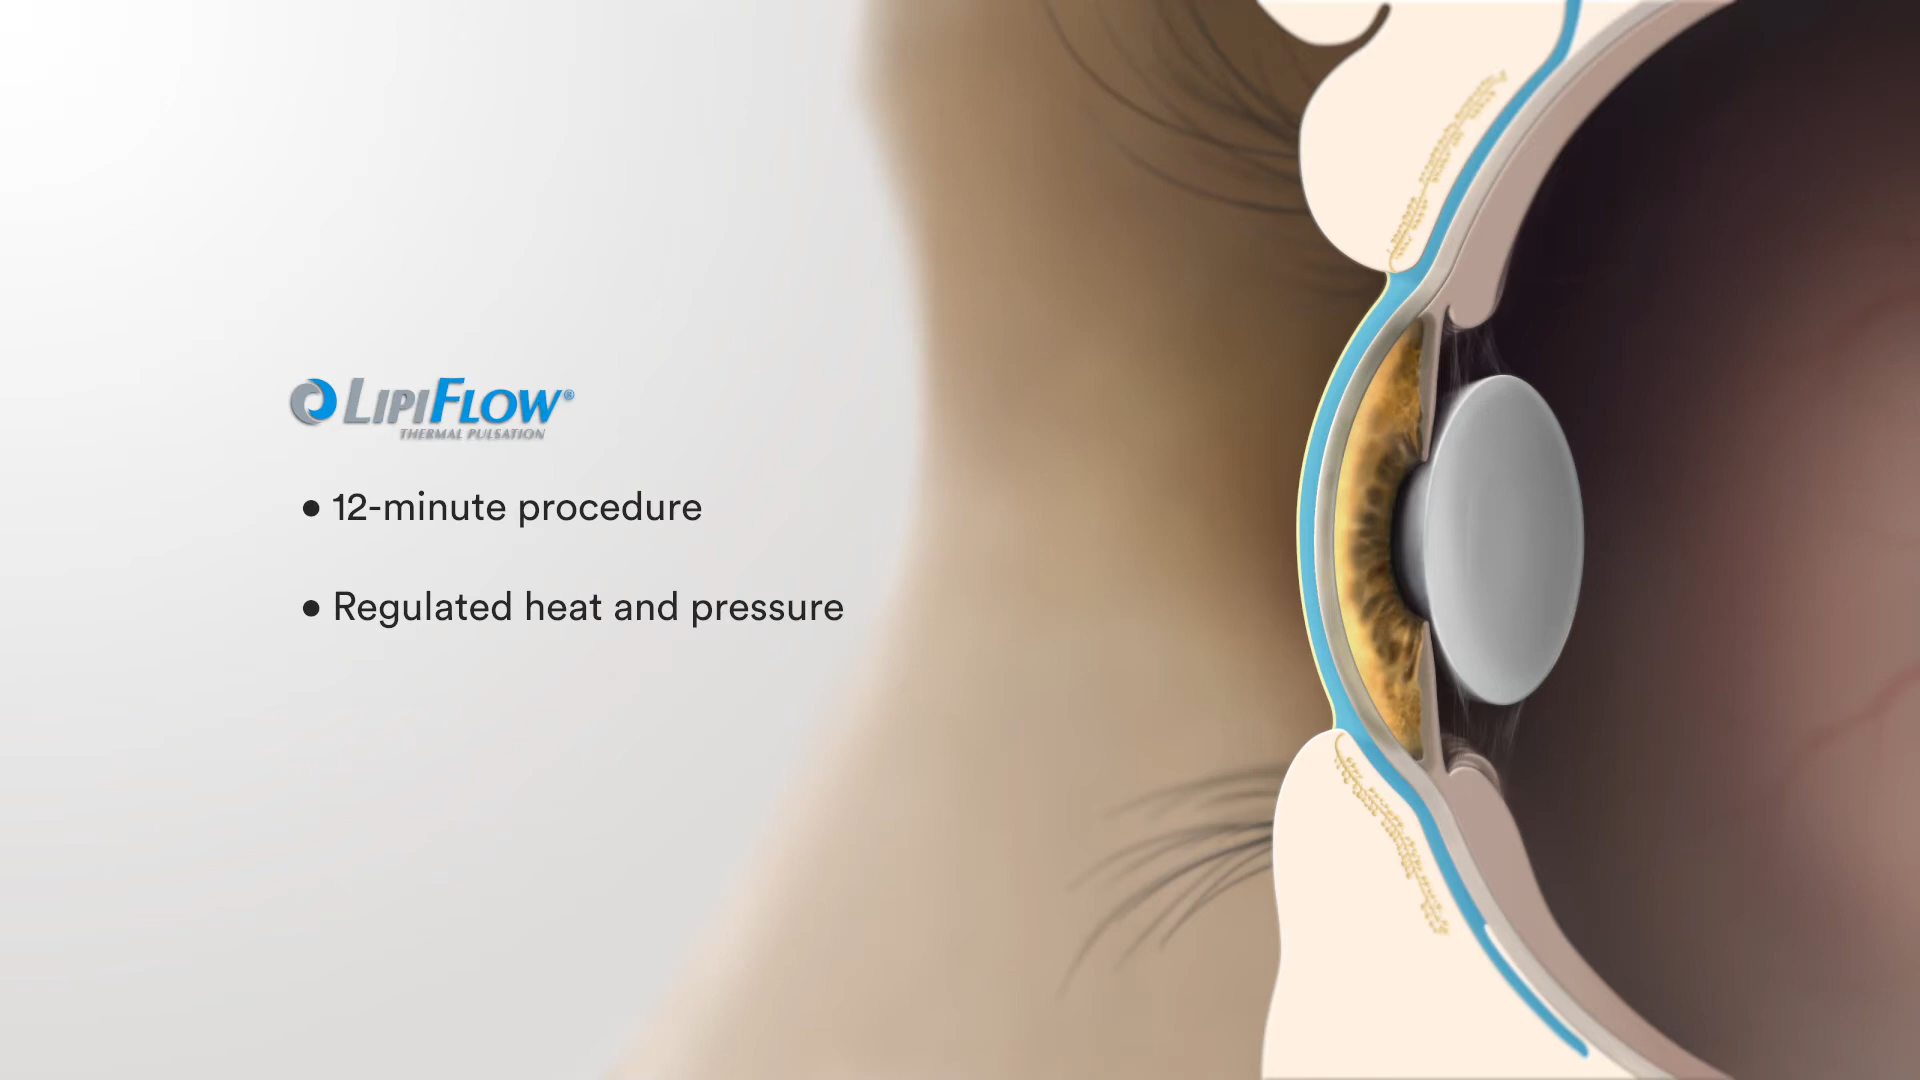 LIPIFLOW®
THERMAL PULSATION
• 12-minute procedure
• Regulated heat and pressure